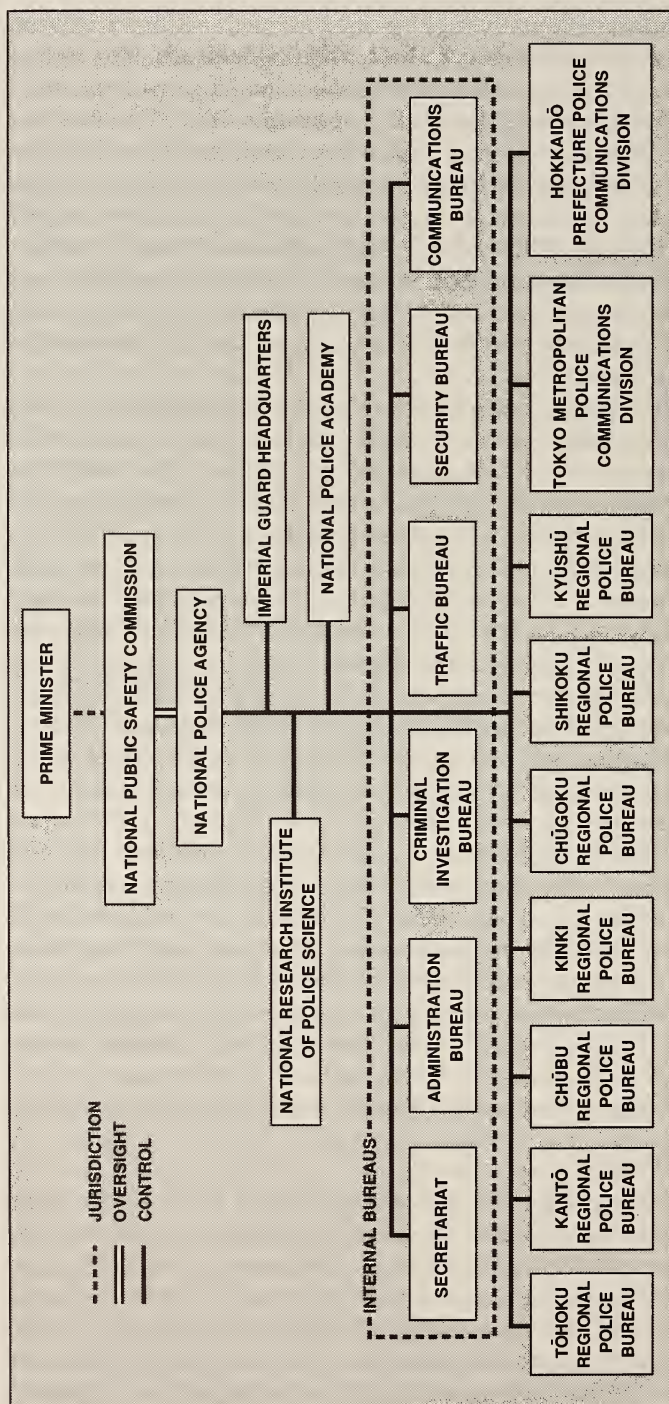 PRIME MINISTER
NATIONAL PUBLIC SAFETY COMMISSION
NATIONAL POLICE AGENCY
JURISDICTION
OVERSIGHT
CONTROL
IMPERIAL GUARD HEADQUARTERS
NATIONAL POLICE ACADEMY
NATIONAL RESEARCH INSTITUTE
OF POLICE SCIENCE
INTERNAL BUREAUS
SECRETARIAT
ADMINISTRATION
BUREAU
CRIMINAL
INVESTIGATION
BUREAU
TRAFFIC BUREAU
SECURITY BUREAU
COMMUNICATIONS
BUREAU
TŌHOKU
REGIONAL
POLICE
BUREAU
KANTŌ
REGIONAL
POLICE
BUREAU
CHŪBU
REGIONAL
POLICE
BUREAU
KINKI
REGIONAL
POLICE
BUREAU
CHŪGOKU
REGIONAL
POLICE
BUREAU
SHIKOKU
REGIONAL
POLICE
BUREAU
KYŪSHŪ
REGIONAL
POLICE
BUREAU
TOKYO METROPOLITAN
POLICE
COMMUNICATIONS
DIVISION
HOKKAIDŌ
PREFECTURE POLICE
COMMUNICATIONS
DIVISION